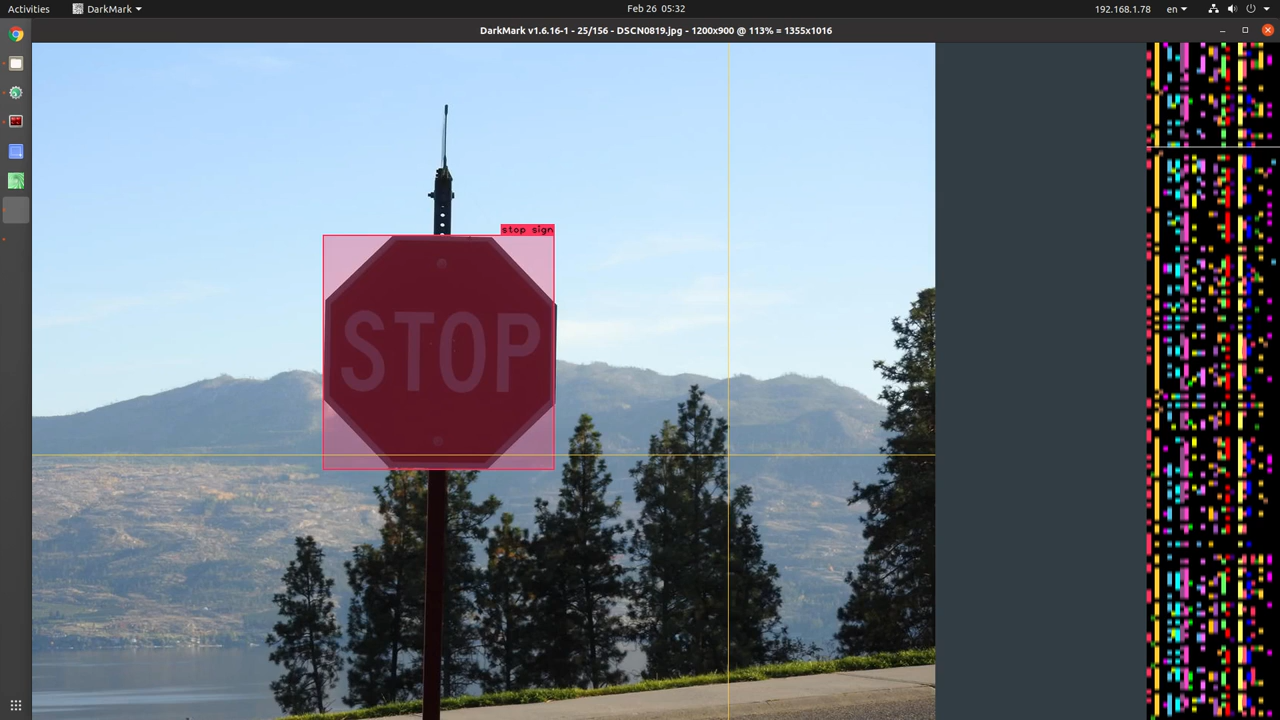 Activities
DarkMark
Feb 26 05:32
192.168.1.78
en
DarkMark v1.6.16-1 - 25/156 - DSCN0819.jpg - 1200x900 @ 113% = 1355x1016
stop sign
STOP